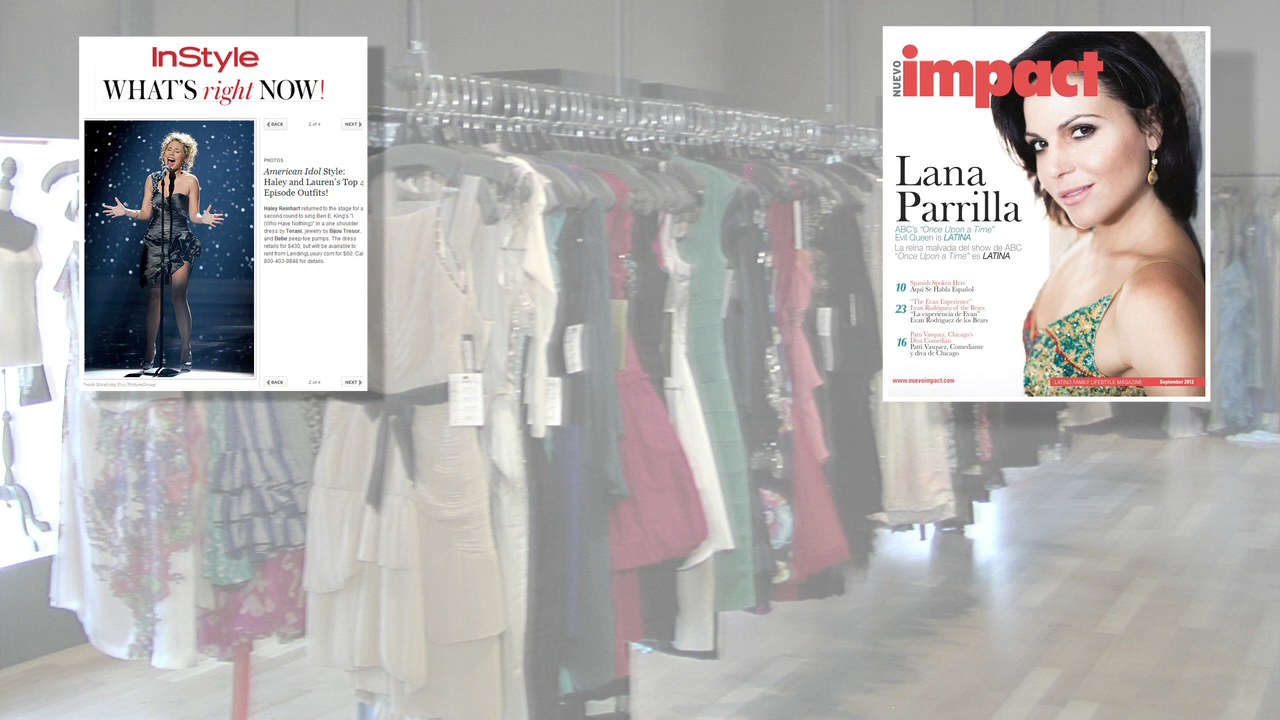 InStyle
WHAT'S right NOW!
BACK
2 of 4
NEXT
PHOTOS
American Idol Style:
Haley and Lauren's Top 4
Episode Outfits!
Haley Reinhart returned to the stage for a
second round to sing Ben E. King's "I
(Who Have Nothing)" in a one shoulder
dress by Terani, jewelry by Bijou Tresor,
and Bebe peep-toe pumps. The dress
retails for $430, but will be available to
rent from LendingLuxury.com for $60. Cal
800-403-9848 for details.
BACK
2 of 4
NEXT
NUEVO
impact
Lana
Parrilla
ABC's "Once Upon a Time"
Evil Queen is LATINA
La reina malvada del show de ABC
"Once Upon a Time" es LATINA
10 Spanish Spoken Here
Aqui Se Habla Español
23 "The Evan Experience"
Evan Rodriguez of the Bears
"La experiencia de Evan"
Evan Rodriguez de los Bears
16 Patti Vasquez, Chicago's
Diva Comedian
Patti Vasquez, Comediante
y diva de Chicago
www.nuevoimpact.com
LATINO FAMILY LIFESTYLE MAGAZINE
September 2012